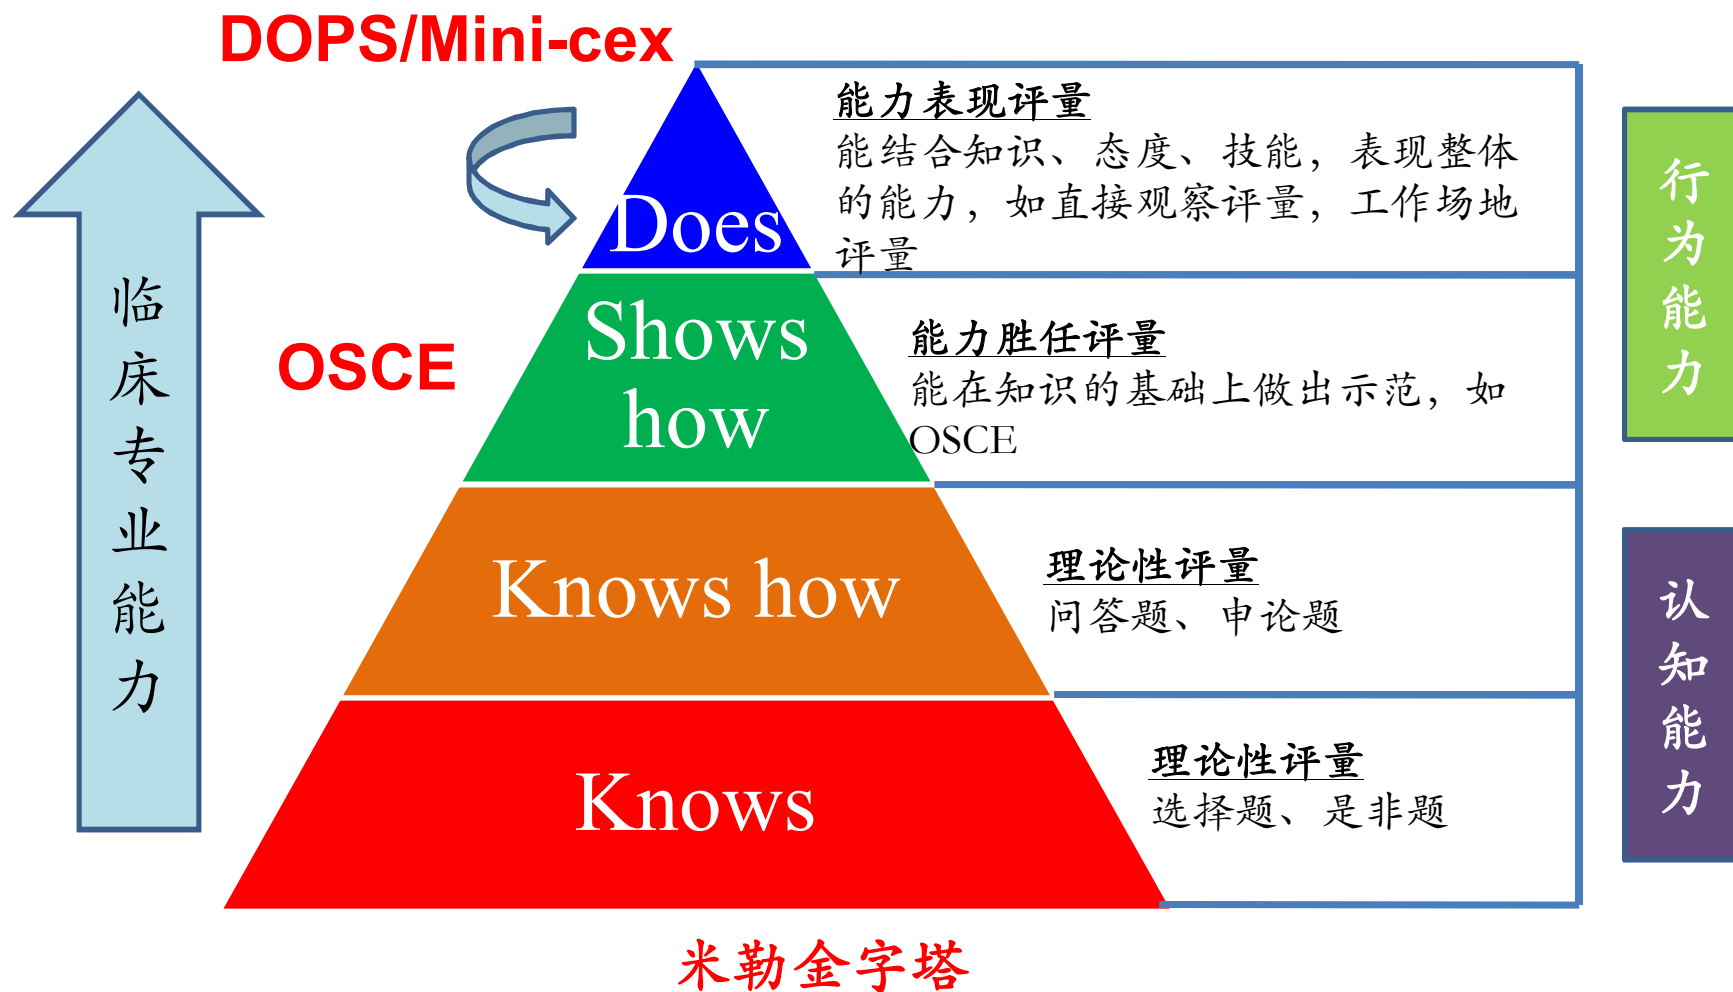 DOPS/Mini-cex
能力表现评量
能结合知识、态度、技能，表现整体
的能力，如直接观察评量，工作场地
评量
Does
行为能力
临床专业能力
Shows
how
OSCE
能力胜任评量
能在知识的基础上做出示范，如
OSCE
Knows how
理论性评量
问答题、申论题
认知能力
Knows
理论性评量
选择题、是非题
米勒金字塔